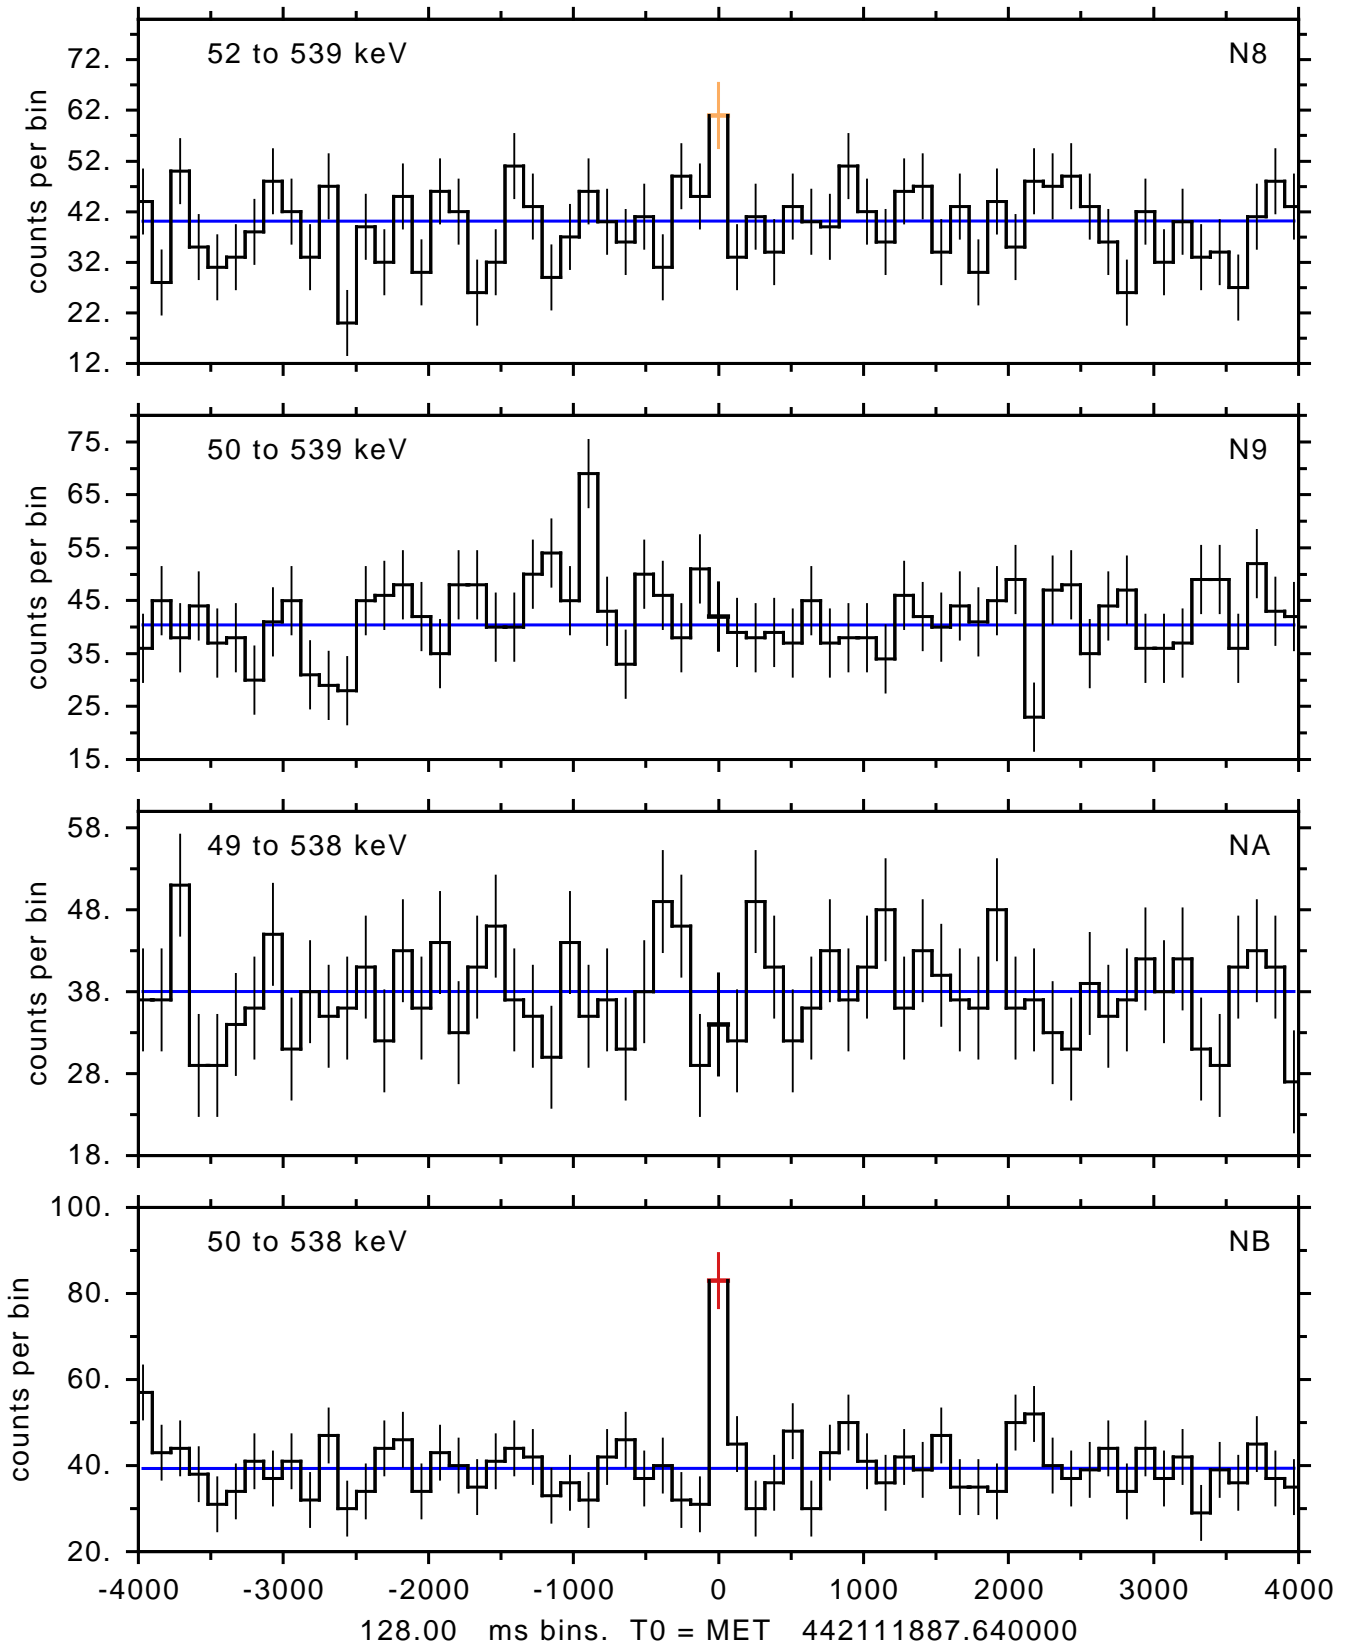 52 to 539 keV N8
72.
62.
52.
42.
32.
22.
12.
counts per bin
50 to 539 keV N9
75.
65.
55.
45.
35.
25.
15.
counts per bin
49 to 538 keV NA
58.
48.
38.
28.
18.
counts per bin
50 to 538 keV NB
100.
80.
60.
40.
20.
counts per bin
-4000 -3000 -2000 -1000 0 1000 2000 3000 4000
128.00 ms bins. T0 = MET 442111887.640000